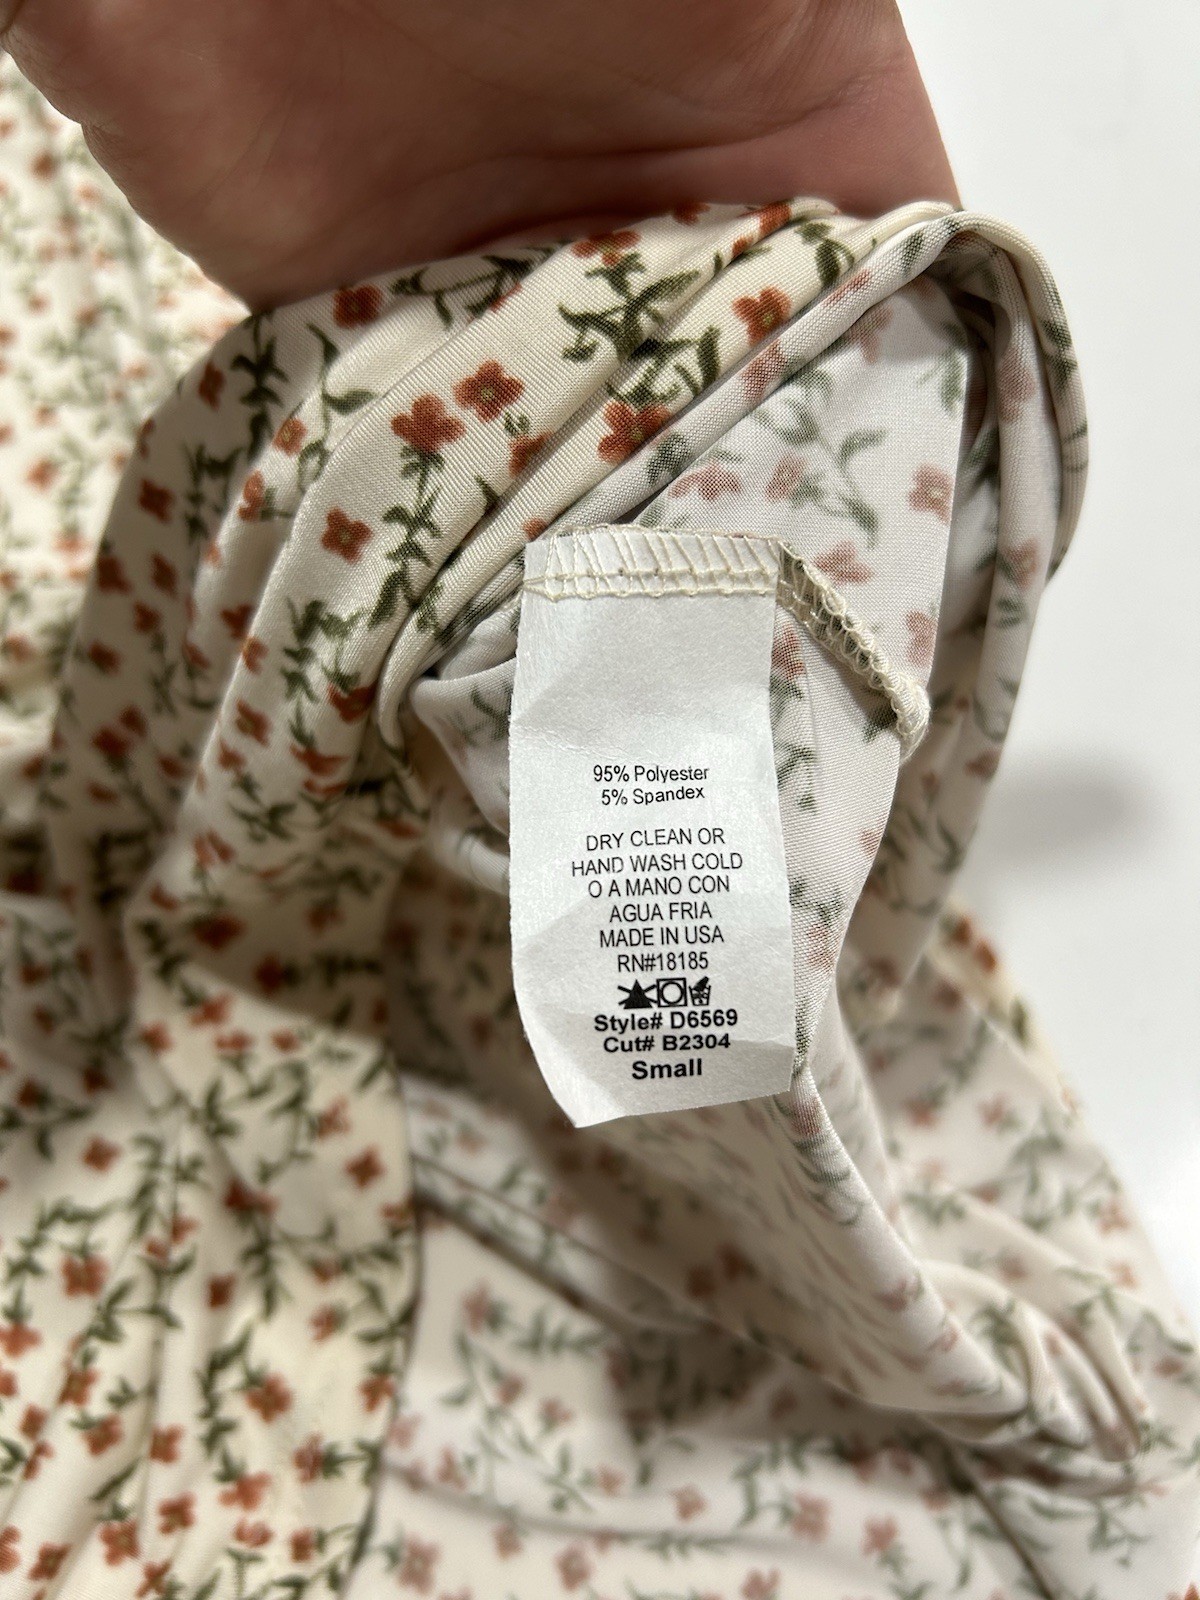 95% Polyester
5% Spandex
DRY CLEAN OR
HAND WASH COLD
O A MANO CON
AGUA FRIA
MADE IN USA
RN#18185
Style# D6569
Cut# B2304
Small